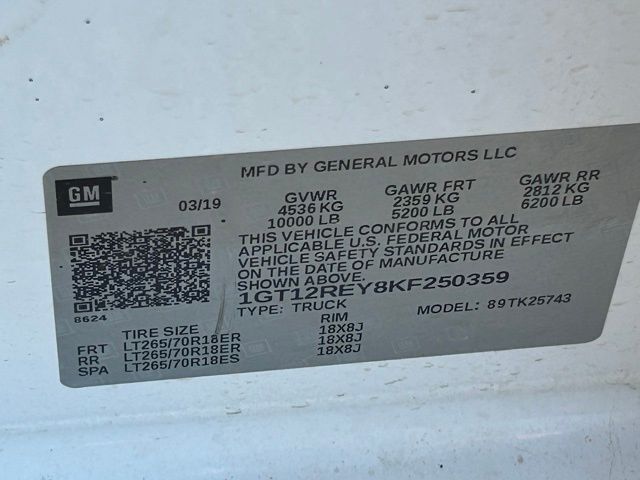 MFD BY GENERAL MOTORS LLC
GM
03/19
GVWR GAWR FRT GAWR RR
4536 KG 2359 KG 2812 KG
10000 LB 5200 LB 6200 LB
THIS VEHICLE CONFORMS TO ALL
APPLICABLE U.S. FEDERAL MOTOR
VEHICLE SAFETY STANDARDS IN EFFECT
ON THE DATE OF MANUFACTURE
SHOWN ABOVE.
1GT12REY8KF250359
TYPE: TRUCK MODEL: 89TK25743
8624
TIRE SIZE RIM
FRT LT265/70R18ER 18X8J
RR LT265/70R18ER 18X8J
SPA LT265/70R18ES 18X8J